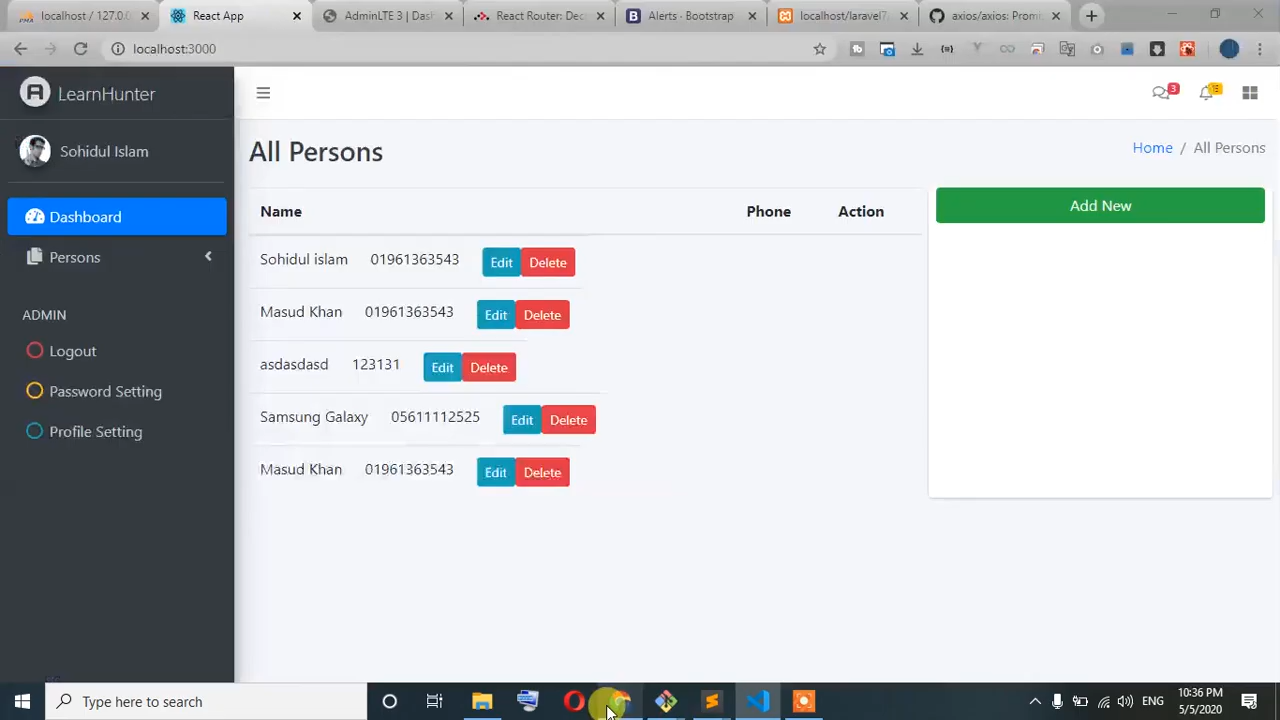 localhost / 127.0.0
React App
AdminLTE 3 | Dash
React Router: Dec
Alerts · Bootstrap
localhost/laravel7
axios/axios: Promi
localhost:3000
LearnHunter
3
15
Sohidul Islam
All Persons
Home / All Persons
Dashboard
Name Phone Action
Add New
Persons
Sohidul islam 01961363543 Edit Delete
Masud Khan 01961363543 Edit Delete
ADMIN
Logout
asdasdasd 123131 Edit Delete
Password Setting
Samsung Galaxy 05611112525 Edit Delete
Profile Setting
Masud Khan 01961363543 Edit Delete
Type here to search
ENG
10:36 PM
5/5/2020